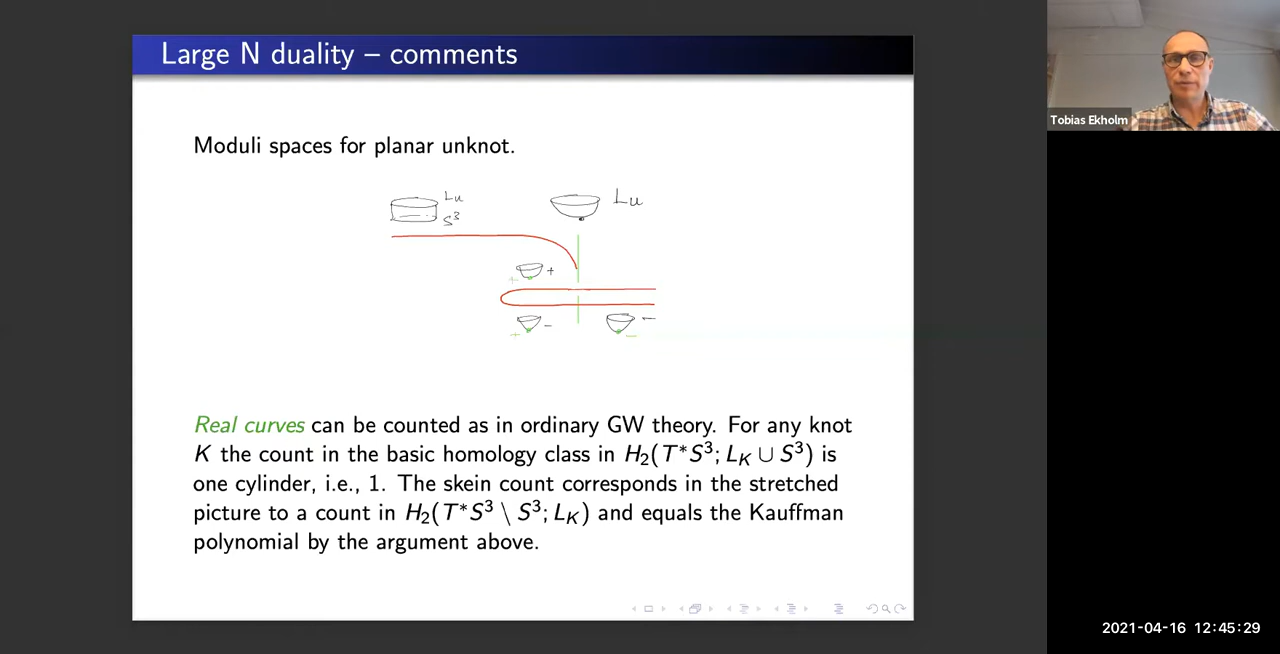 Large N duality – comments
Tobias Ekholm
Moduli spaces for planar unknot.
Lu
S³
Lu
+
+
−
−
+
−
Real curves can be counted as in ordinary GW theory. For any knot
K the count in the basic homology class in H₂(T*S³; L_K ∪ S³) is
one cylinder, i.e., 1. The skein count corresponds in the stretched
picture to a count in H₂(T*S³ \ S³; L_K) and equals the Kauffman
polynomial by the argument above.
2021-04-16 12:45:29